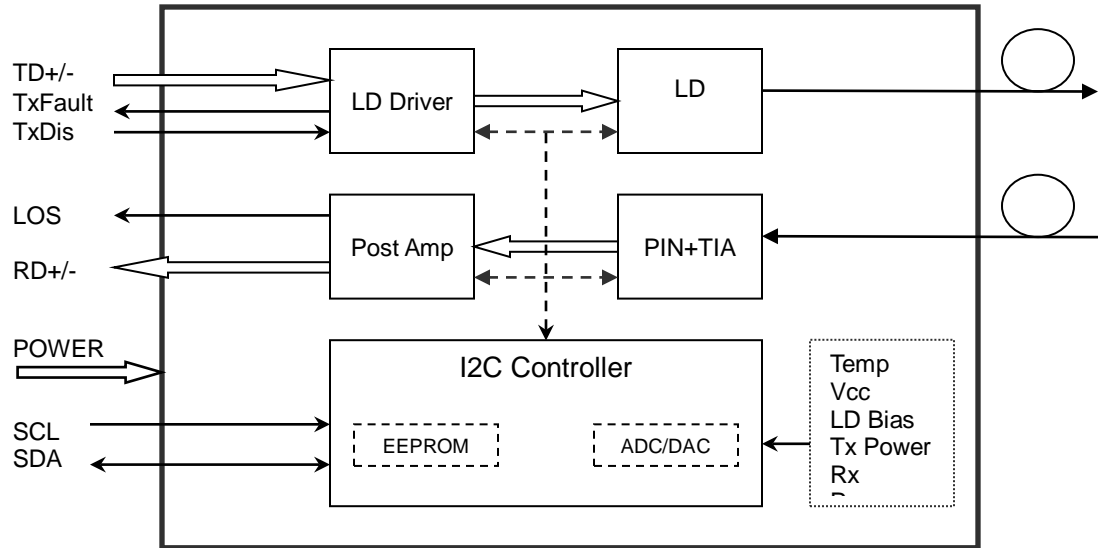 TD+/-
TxFault
TxDis
LD Driver
LD
LOS
RD+/-
Post Amp
PIN+TIA
POWER
SCL
SDA
I2C Controller
EEPROM
ADC/DAC
Temp
Vcc
LD Bias
Tx Power
Rx